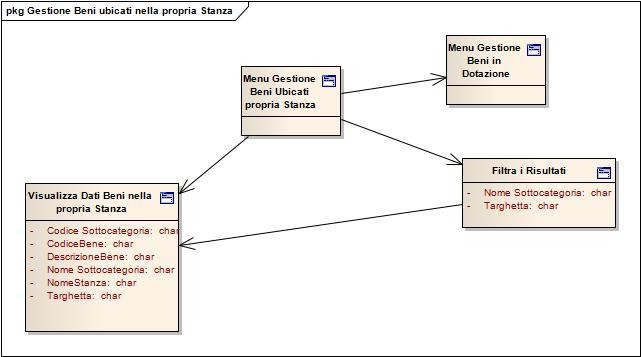 pkg Gestione Beni ubicati nella propria Stanza
Menu Gestione
Beni Ubicati
propria Stanza
Menu Gestione
Beni in
Dotazione
Filtra i Risultati
- Nome Sottocategoria: char
- Targhetta: char
Visualizza Dati Beni nella
propria Stanza
- Codice Sottocategoria: char
- CodiceBene: char
- DescrizioneBene: char
- Nome Sottocategoria: char
- NomeStanza: char
- Targhetta: char